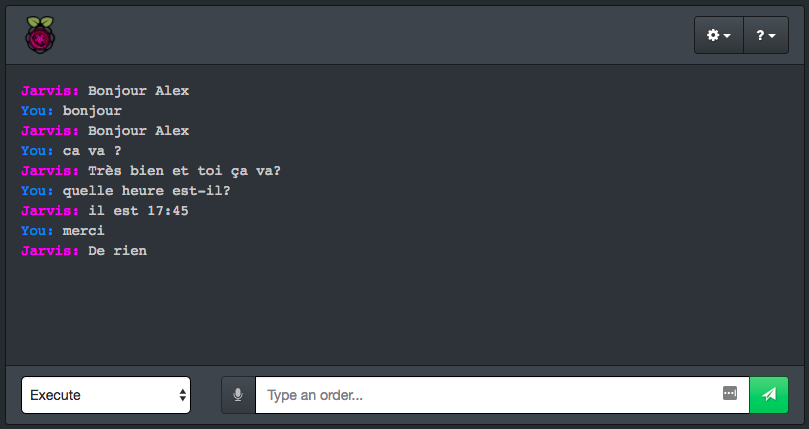 ?
Jarvis: Bonjour Alex
You: bonjour
Jarvis: Bonjour Alex
You: ca va ?
Jarvis: Très bien et toi ça va?
You: quelle heure est-il?
Jarvis: il est 17:45
You: merci
Jarvis: De rien
Execute
Type an order...